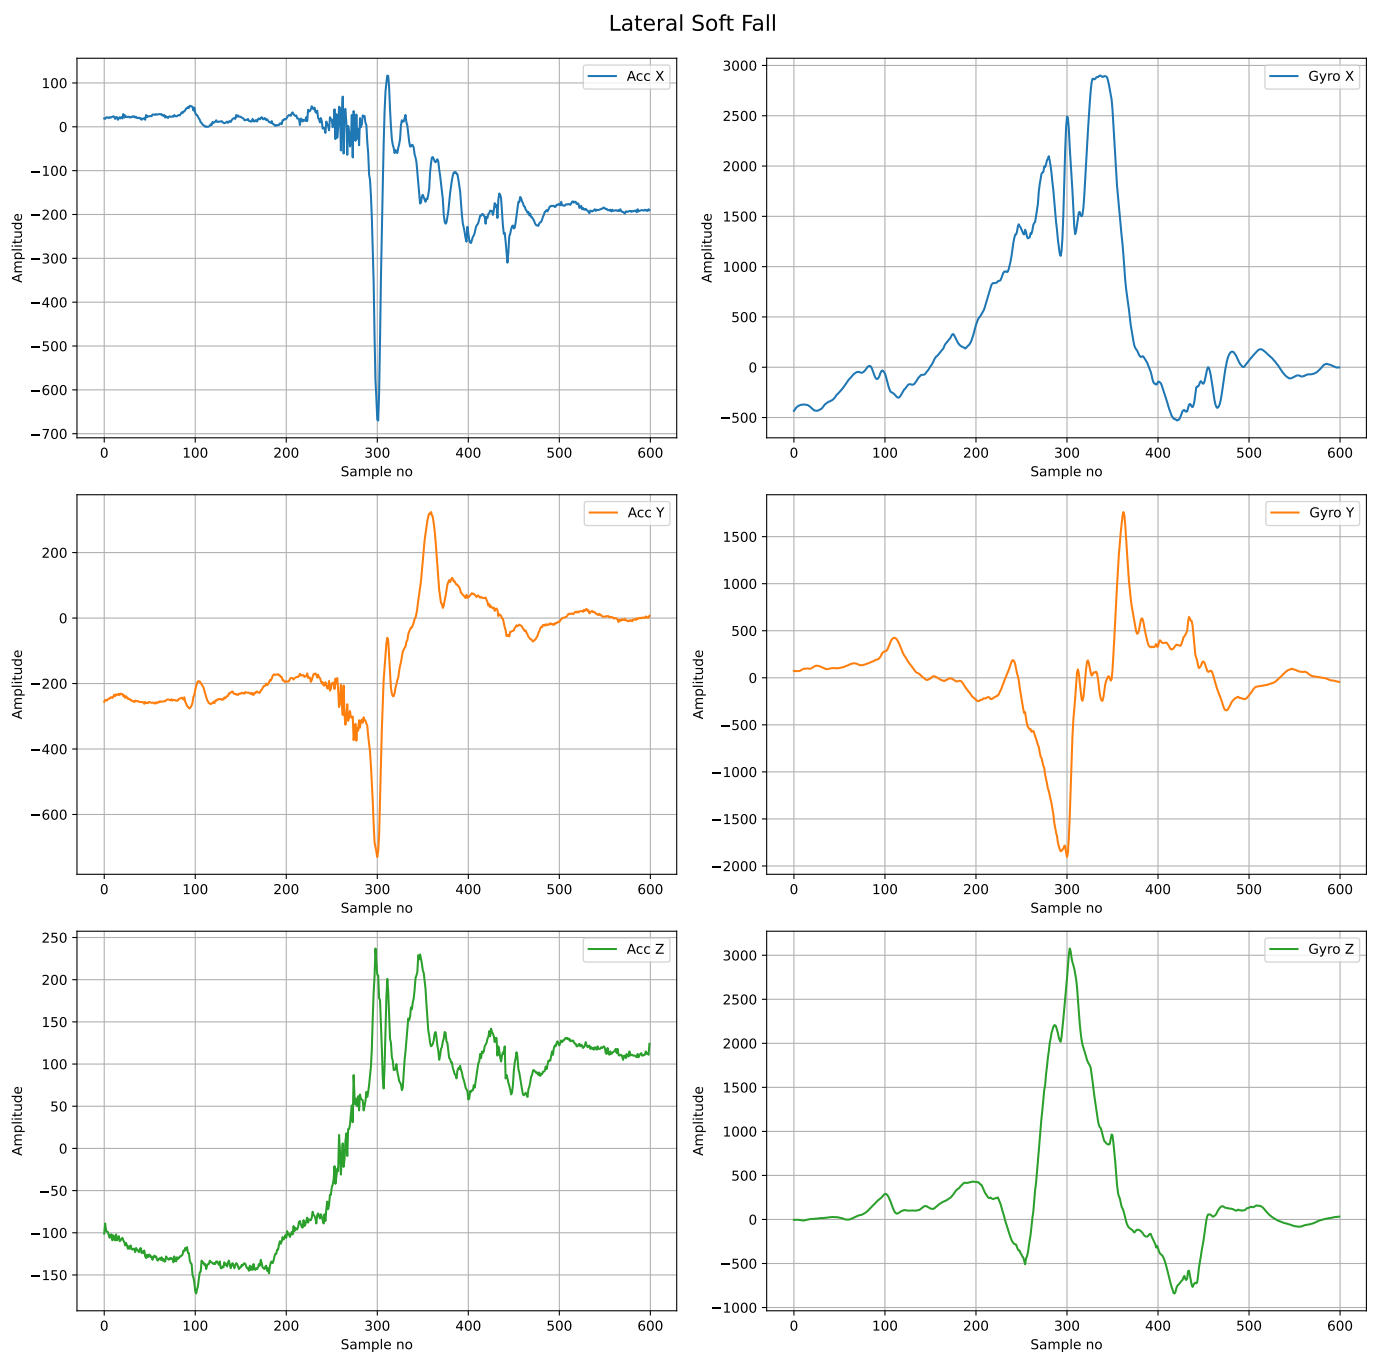 Lateral Soft Fall
Acc X
100
0
−100
−200
−300
−400
−500
−600
−700
Amplitude
0 100 200 300 400 500 600
Sample no
Gyro X
3000
2500
2000
1500
1000
500
0
−500
Amplitude
0 100 200 300 400 500 600
Sample no
Acc Y
200
0
−200
−400
−600
Amplitude
0 100 200 300 400 500 600
Sample no
Gyro Y
1500
1000
500
0
−500
−1000
−1500
−2000
Amplitude
0 100 200 300 400 500 600
Sample no
Acc Z
250
200
150
100
50
0
−50
−100
−150
Amplitude
0 100 200 300 400 500 600
Sample no
Gyro Z
3000
2500
2000
1500
1000
500
0
−500
−1000
Amplitude
0 100 200 300 400 500 600
Sample no